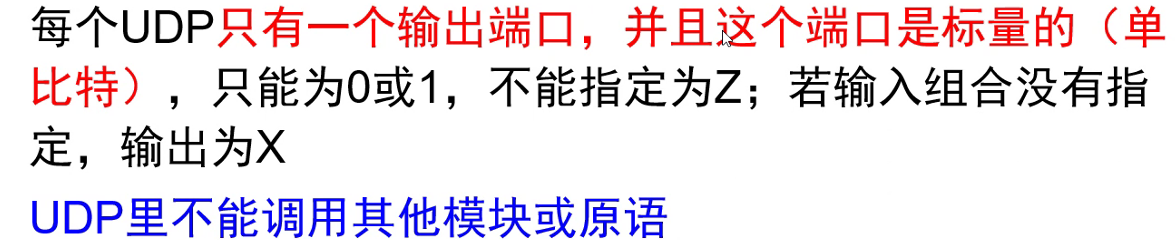 每个UDP只有一个输出端口，并且这个端口是标量的（单
比特），只能为0或1，不能指定为Z；若输入组合没有指
定，输出为X
UDP里不能调用其他模块或原语